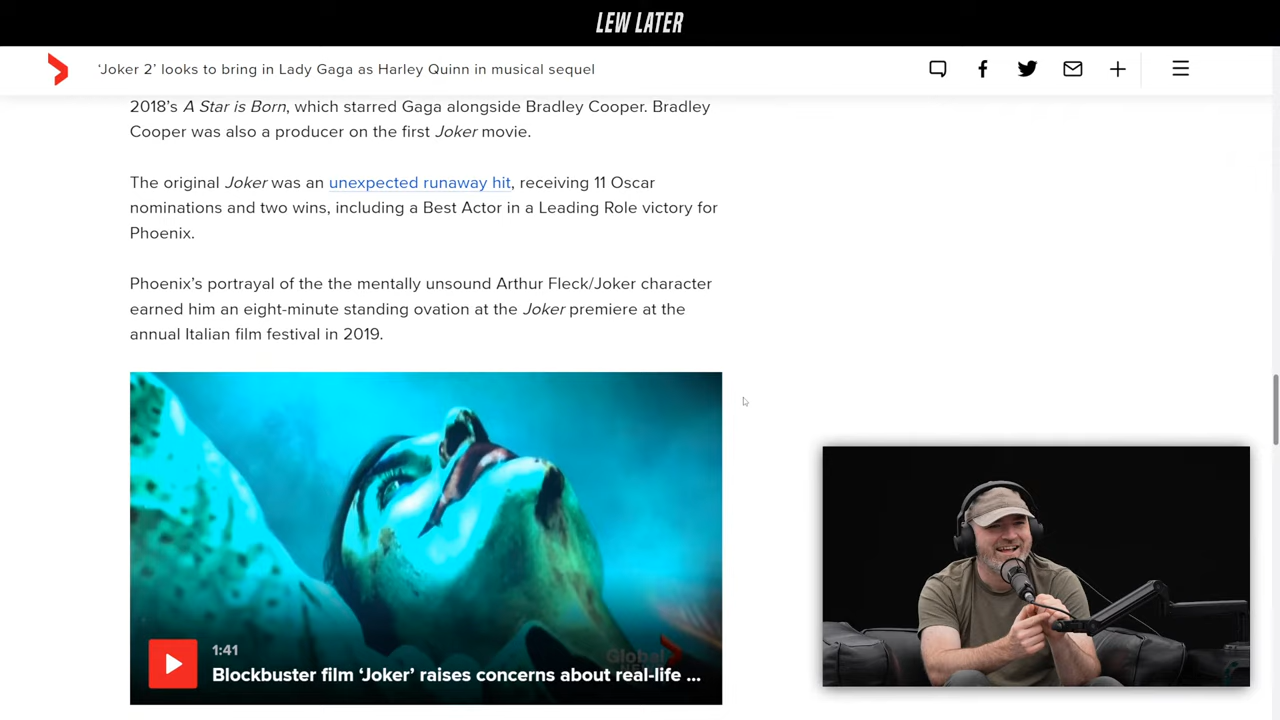 LEW LATER
‘Joker 2’ looks to bring in Lady Gaga as Harley Quinn in musical sequel
2018’s A Star is Born, which starred Gaga alongside Bradley Cooper. Bradley
Cooper was also a producer on the first Joker movie.
The original Joker was an unexpected runaway hit, receiving 11 Oscar
nominations and two wins, including a Best Actor in a Leading Role victory for
Phoenix.
Phoenix’s portrayal of the the mentally unsound Arthur Fleck/Joker character
earned him an eight-minute standing ovation at the Joker premiere at the
annual Italian film festival in 2019.
Global
1:41
Blockbuster film ‘Joker’ raises concerns about real-life ...